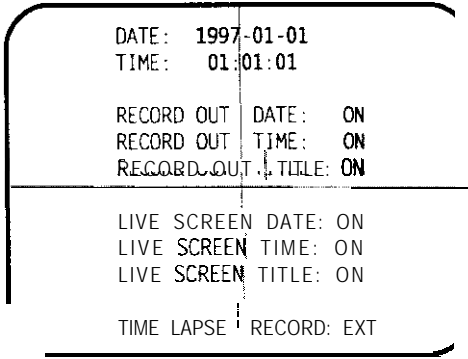 DATE: 1997-01-01
TIME: 01:01:01
RECORD OUT DATE: ON
RECORD OUT TIME: ON
RECORD OUT TITLE: ON
LIVE SCREEN DATE: ON
LIVE SCREEN TIME: ON
LIVE SCREEN TITLE: ON
TIME LAPSE RECORD: EXT